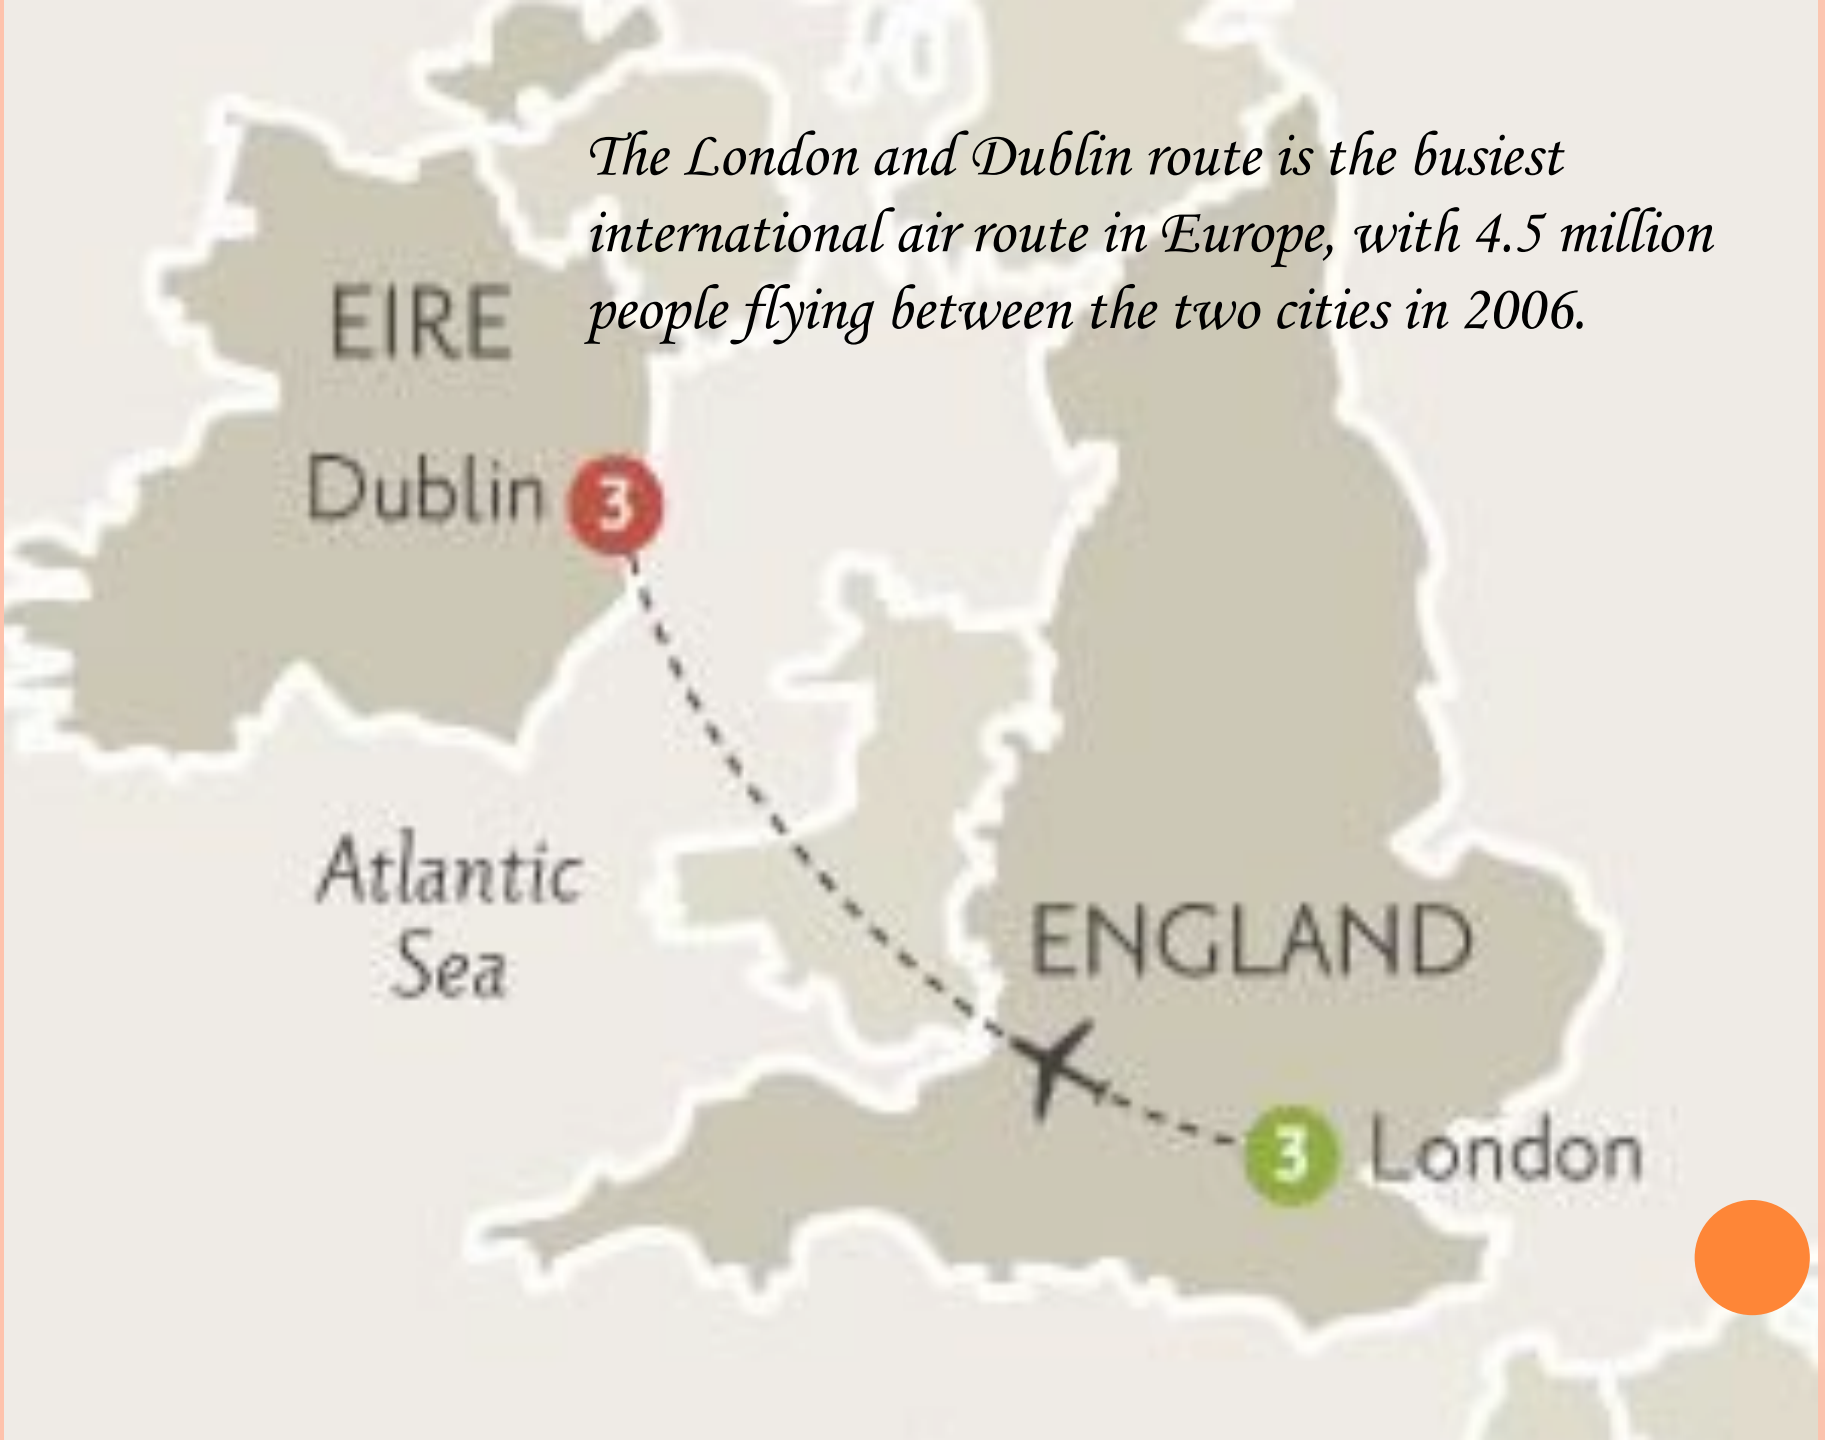 The London and Dublin route is the busiest
international air route in Europe, with 4.5 million
people flying between the two cities in 2006.
EIRE
Dublin 3
Atlantic
Sea
ENGLAND
3 London